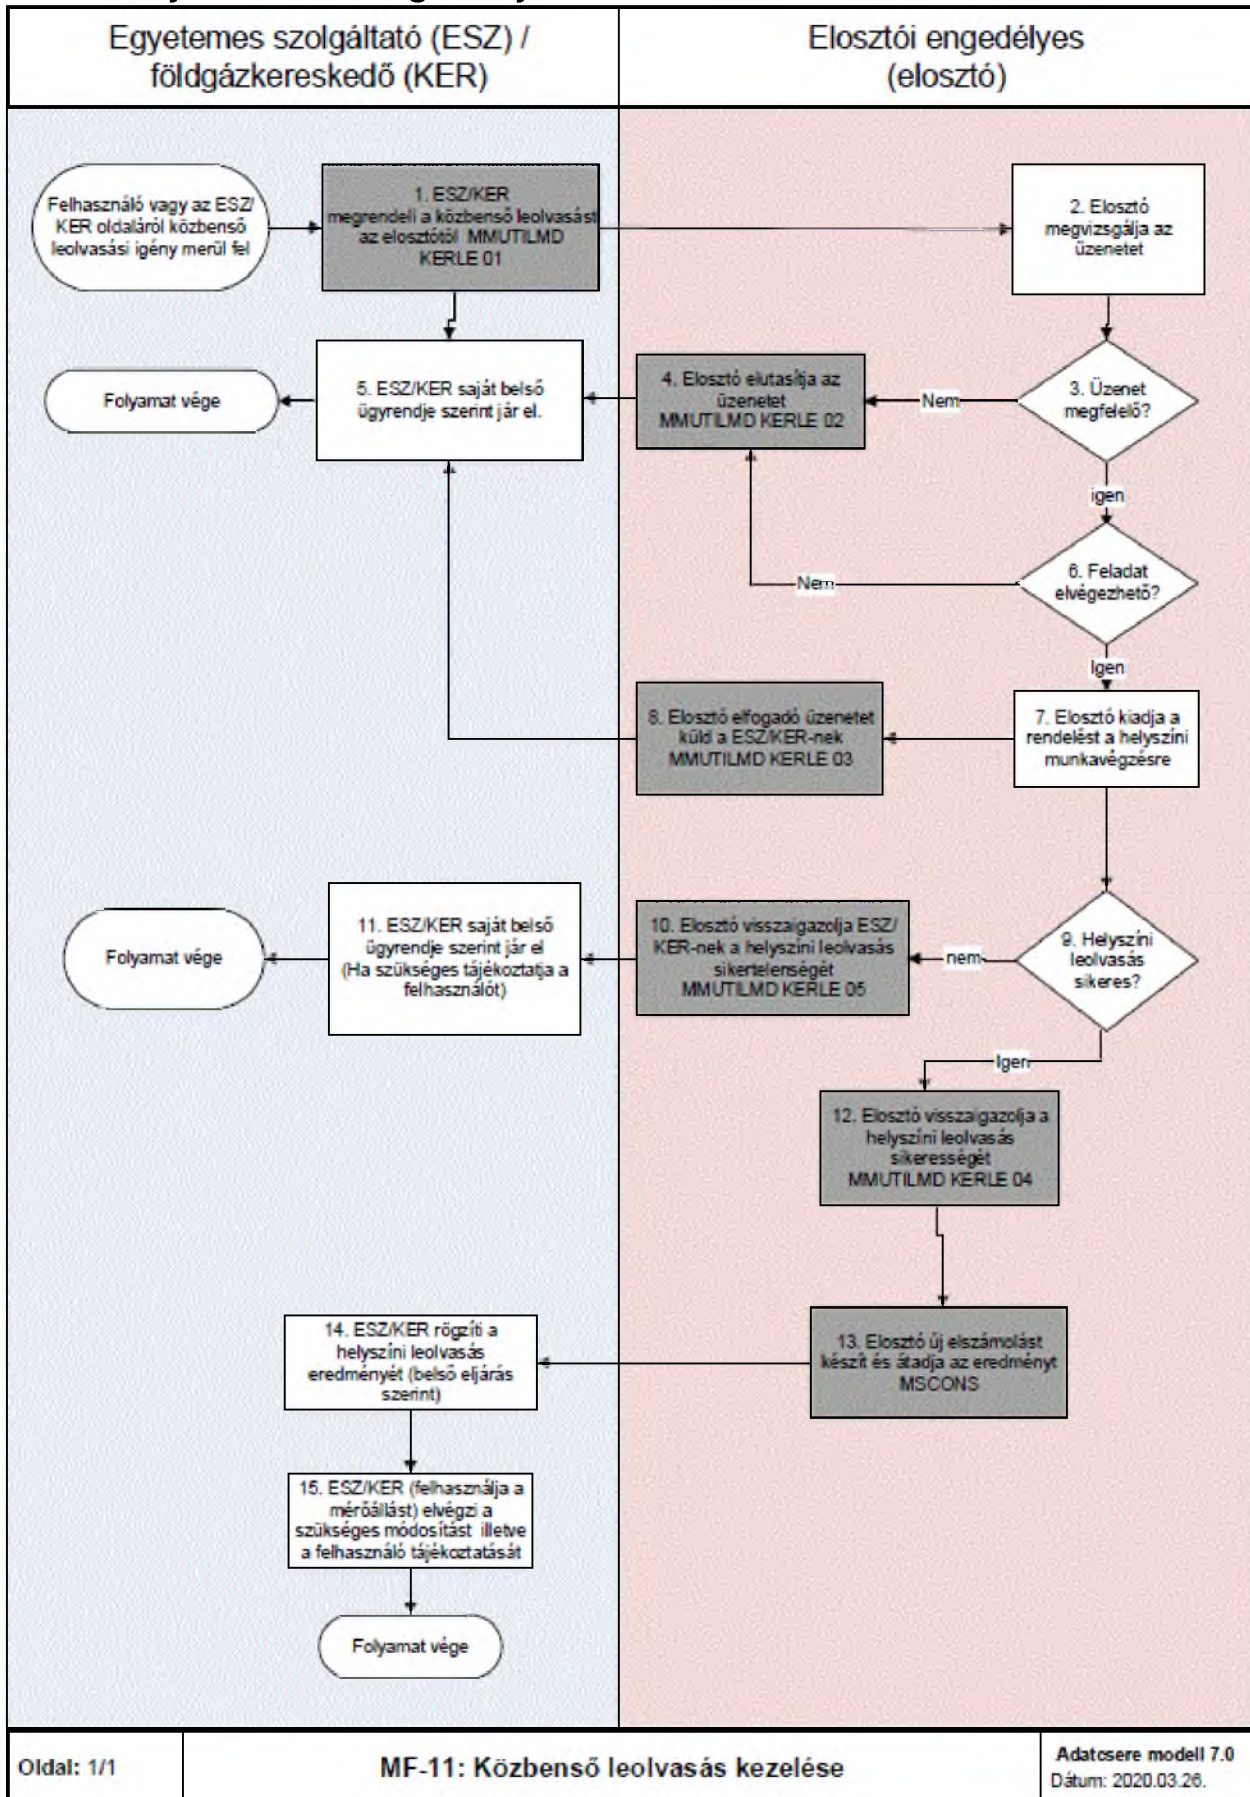 Egyetemes szolgáltató (ESZ) /
földgázkereskedő (KER)
Elosztói engedélyes
(elosztó)
Felhasználó vagy az ESZ/
KER oldaláról közbenső
leolvasási igény merül fel
1. ESZ/KER
megrendeli a közbenső leolvasást
az elosztótól MMUTILMD
KERLE 01
2. Elosztó
megvizsgálja az
üzenetet
Folyamat vége
5. ESZ/KER saját belső
ügyrendje szerint jár el.
4. Elosztó elutasítja az
üzenetet
MMUTILMD KERLE 02
Nem
3. Üzenet
megfelelő?
igen
Nem
6. Feladat
elvégezhető?
Igen
8. Elosztó elfogadó üzenetet
küld a ESZ/KER-nek
MMUTILMD KERLE 03
7. Elosztó kiadja a
rendelést a helyszíni
munkavégzésre
Folyamat vége
11. ESZ/KER saját belső
ügyrendje szerint jár el
(Ha szükséges tájékoztatja a
felhasználót)
10. Elosztó visszaigazolja ESZ/
KER-nek a helyszíni leolvasás
sikertelenségét
MMUTILMD KERLE 05
nem
9. Helyszíni
leolvasás
sikeres?
Igen
12. Elosztó visszaigazolja a
helyszíni leolvasás
sikerességét
MMUTILMD KERLE 04
14. ESZ/KER rögzíti a
helyszíni leolvasás
eredményét (belső eljárás
szerint)
13. Elosztó új elszámolást
készít és átadja az eredményt
MSCONS
15. ESZ/KER (felhasználja a
mérőállást) elvégzi a
szükséges módosítást illetve
a felhasználó tájékoztatását
Folyamat vége
Oldal: 1/1
MF-11: Közbenső leolvasás kezelése
Adatcsere modell 7.0
Dátum: 2020.03.26.